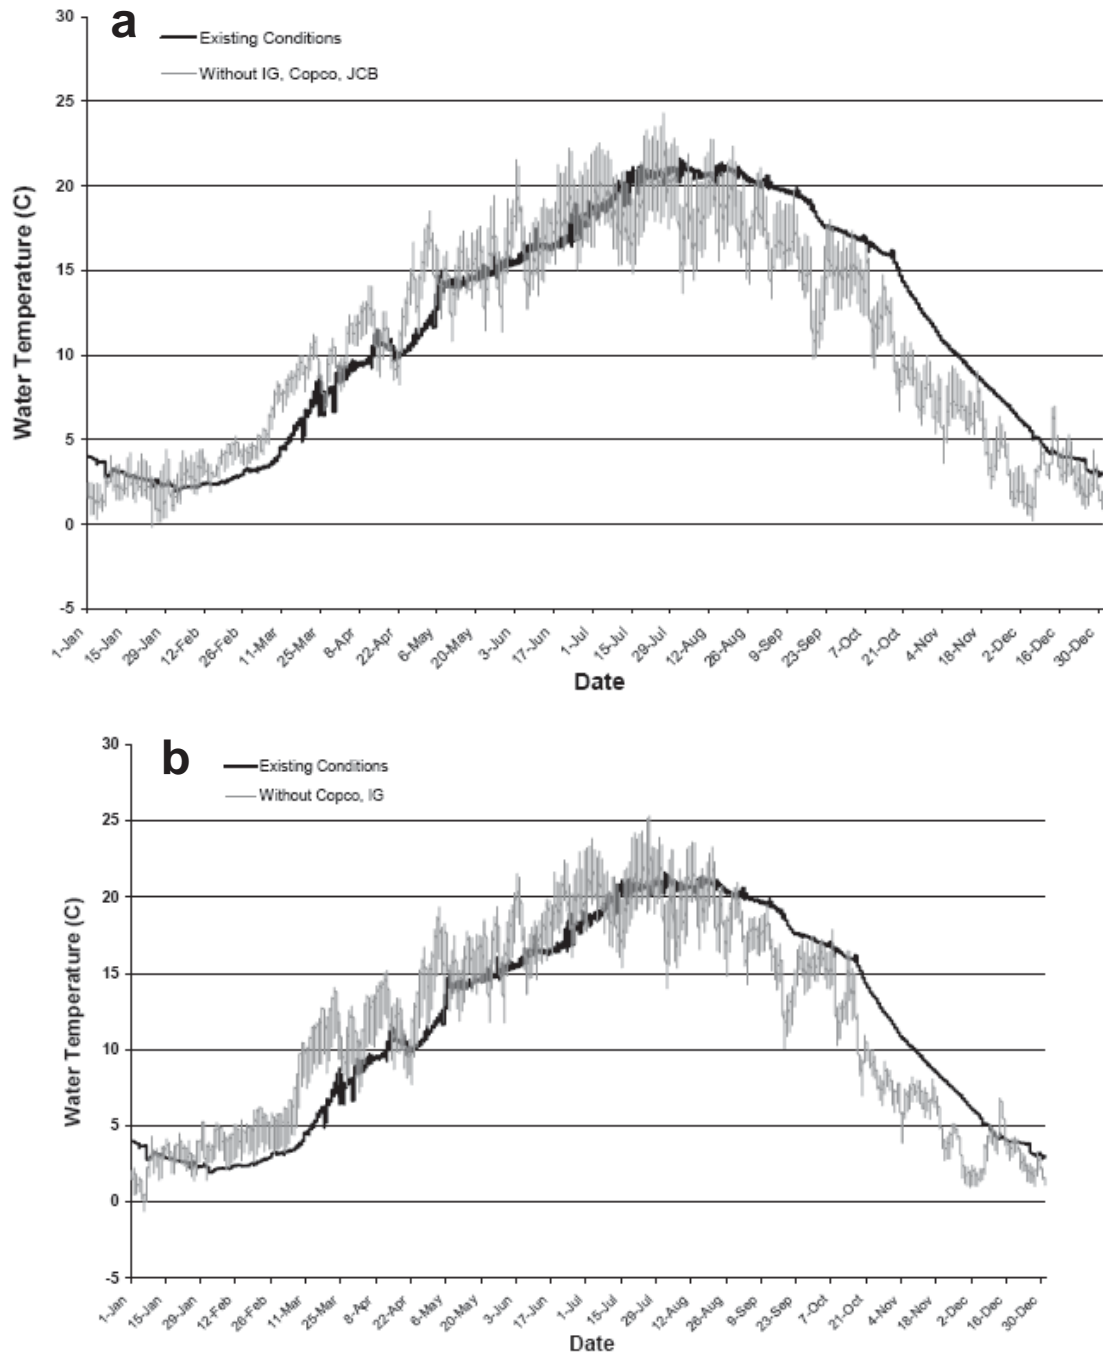 a
30
Existing Conditions
Without IG, Copco, JCB
25
20
15
10
5
0
-5
Water Temperature (C)
1-Jan
15-Jan
29-Jan
12-Feb
26-Feb
11-Mar
25-Mar
8-Apr
22-Apr
6-May
20-May
3-Jun
17-Jun
1-Jul
15-Jul
29-Jul
12-Aug
26-Aug
9-Sep
23-Sep
7-Oct
21-Oct
4-Nov
18-Nov
2-Dec
16-Dec
30-Dec
Date
b
30
Existing Conditions
Without Copco, IG
25
20
15
10
5
0
-5
Water Temperature (C)
1-Jan
15-Jan
29-Jan
12-Feb
26-Feb
11-Mar
25-Mar
8-Apr
22-Apr
6-May
20-May
3-Jun
17-Jun
1-Jul
15-Jul
29-Jul
12-Aug
26-Aug
9-Sep
23-Sep
7-Oct
21-Oct
4-Nov
18-Nov
2-Dec
16-Dec
30-Dec
Date